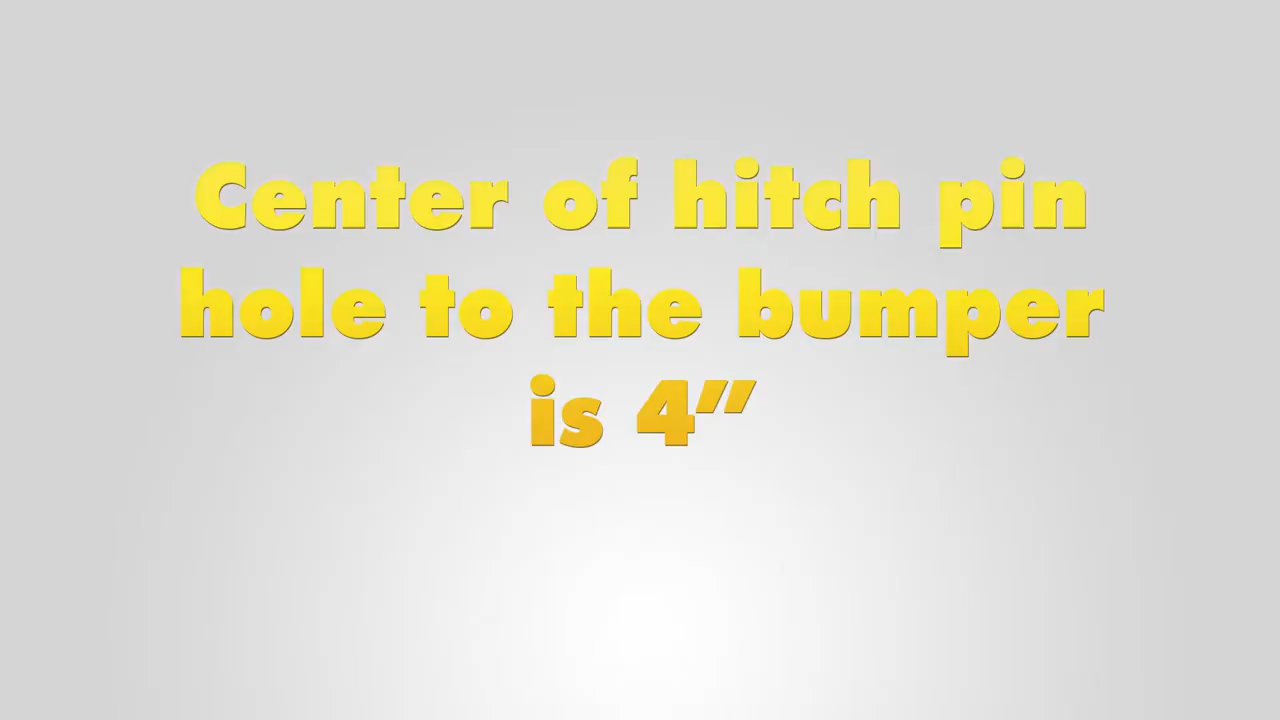 Center of hitch pin
hole to the bumper
is 4”